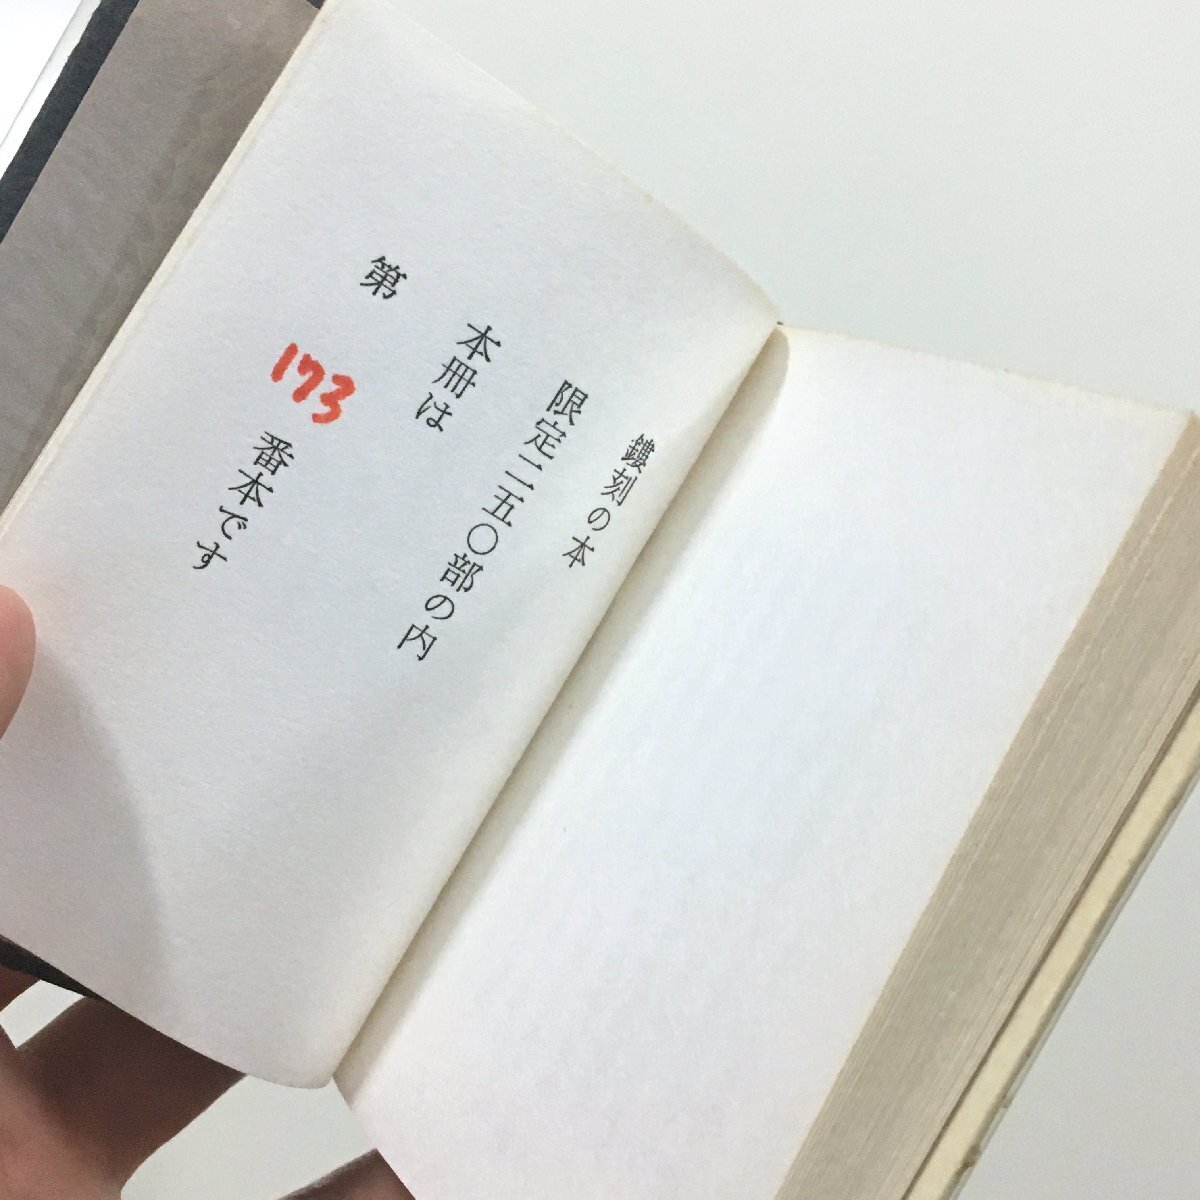 鏤刻の本
限定二五〇部の内
本冊は
第
173
番本です